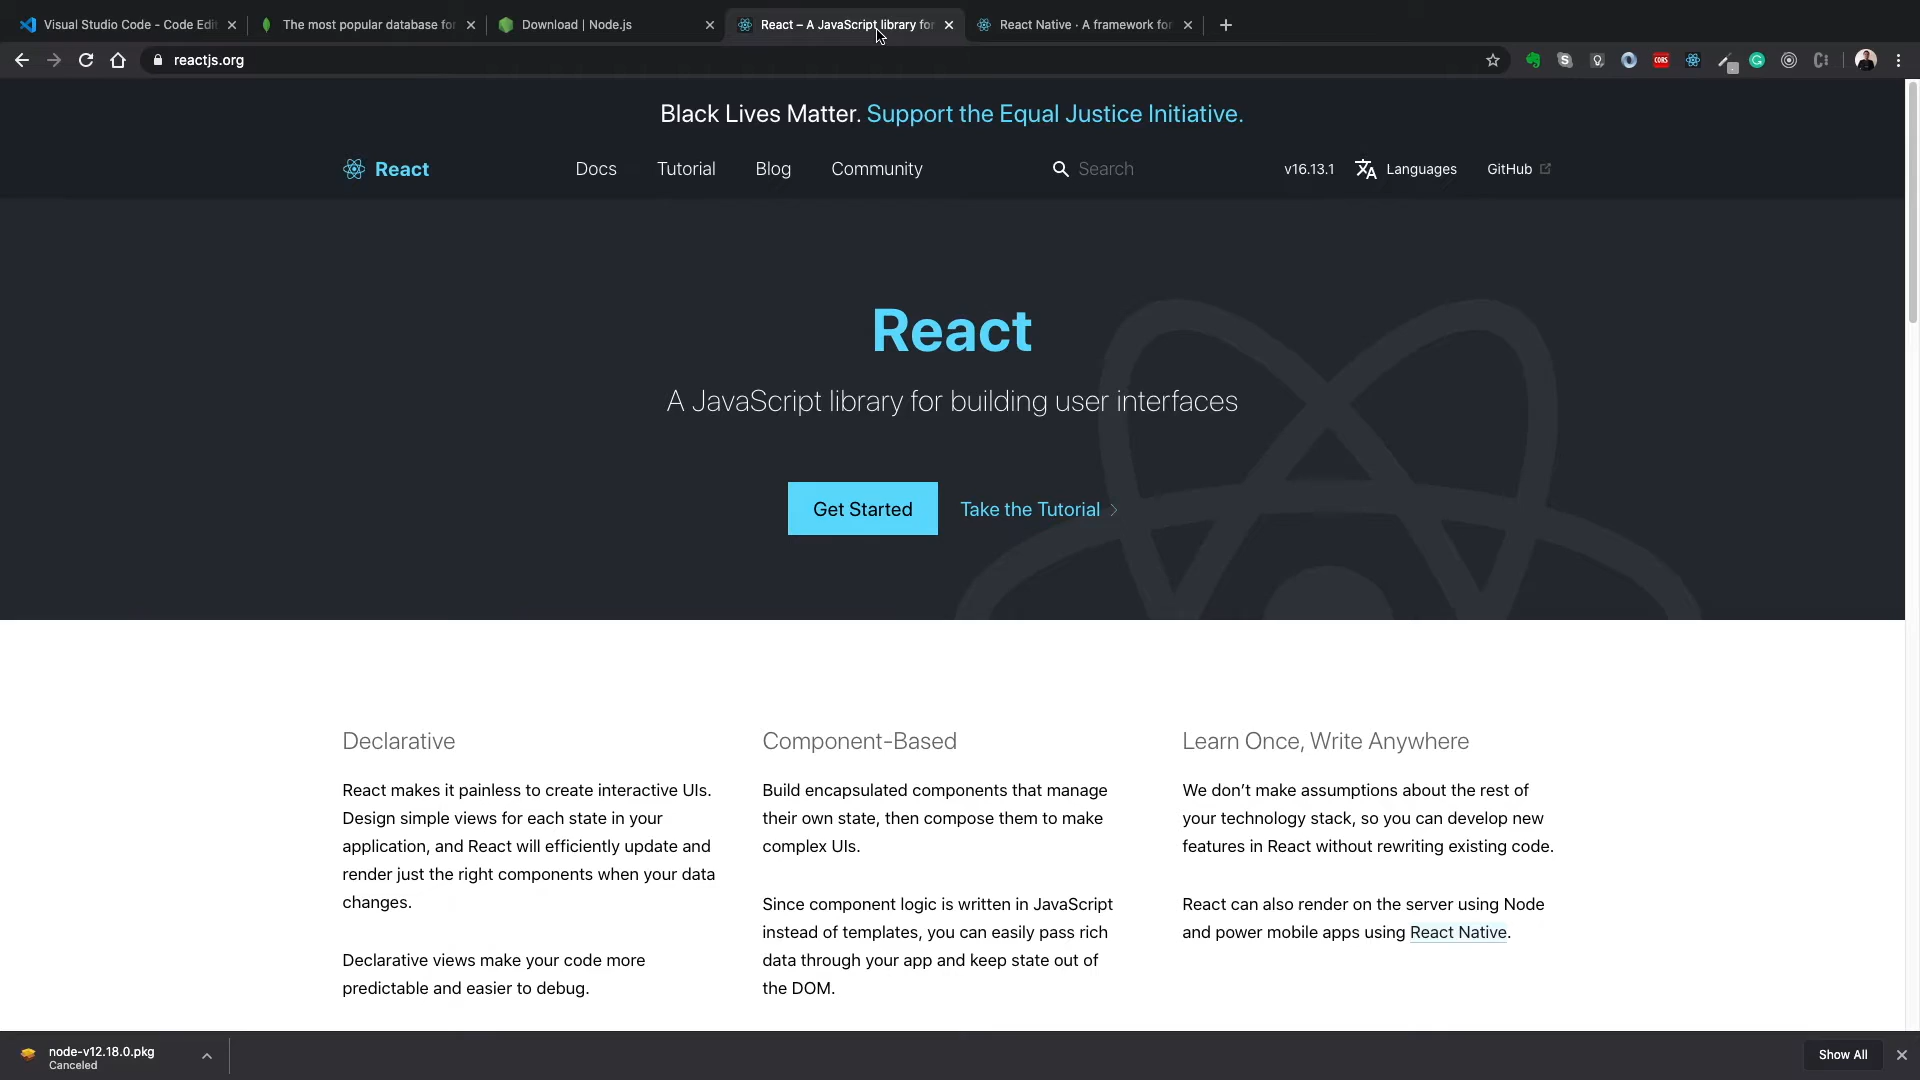 Visual Studio Code - Code Edit
The most popular database for
Download | Node.js
React – A JavaScript library for
React Native · A framework for
reactjs.org
CORS
Black Lives Matter. Support the Equal Justice Initiative.
React
Docs
Tutorial
Blog
Community
Search
v16.13.1
Languages
GitHub
React
A JavaScript library for building user interfaces
Get Started
Take the Tutorial
Declarative
React makes it painless to create interactive UIs.
Design simple views for each state in your
application, and React will efficiently update and
render just the right components when your data
changes.
Declarative views make your code more
predictable and easier to debug.
Component-Based
Build encapsulated components that manage
their own state, then compose them to make
complex UIs.
Since component logic is written in JavaScript
instead of templates, you can easily pass rich
data through your app and keep state out of
the DOM.
Learn Once, Write Anywhere
We don’t make assumptions about the rest of
your technology stack, so you can develop new
features in React without rewriting existing code.
React can also render on the server using Node
and power mobile apps using React Native.
node-v12.18.0.pkg
Canceled
Show All